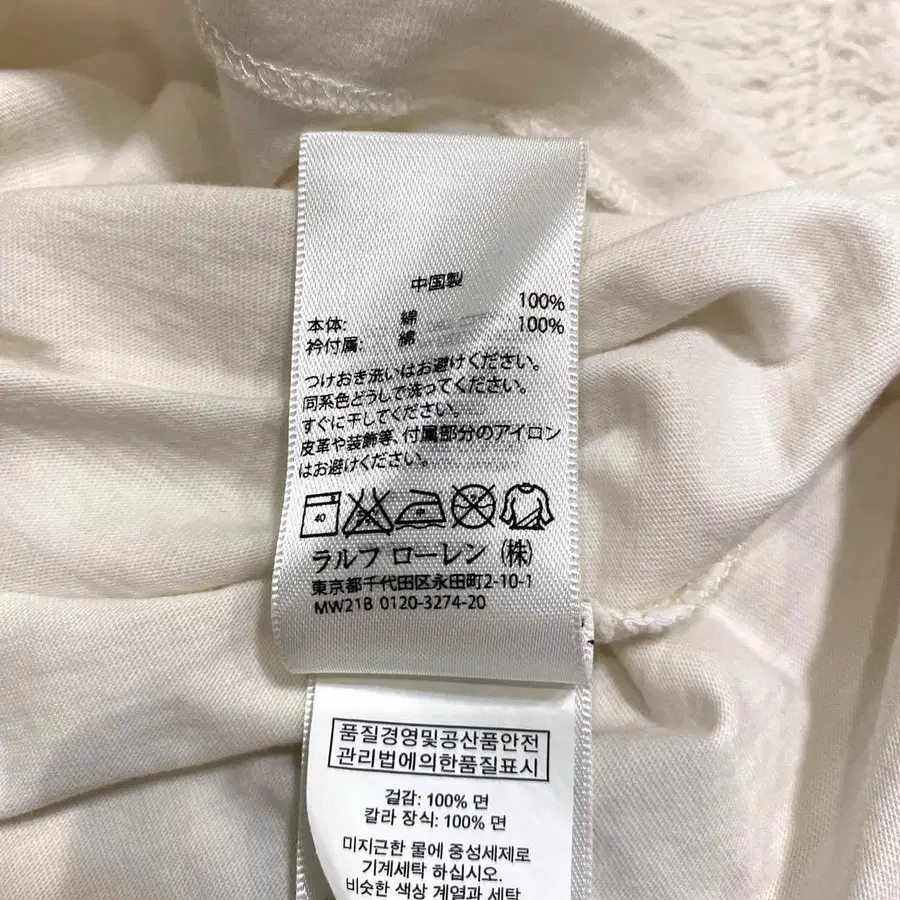 中国製
本体: 綿 100%
衿付属: 綿 100%
つけおき洗いはお避けください。
同系色どうしで洗ってください。
すぐに干してください。
皮革や装飾等、付属部分のアイロン
はお避けください。
40
ラルフ ローレン (株)
東京都千代田区永田町2-10-1
MW21B 0120-3274-20
품질경영및공산품안전
관리법에의한품질표시
겉감: 100% 면
칼라 장식: 100% 면
미지근한 물에 중성세제로
기계세탁 하십시오.
비슷한 색상 계열과 세탁